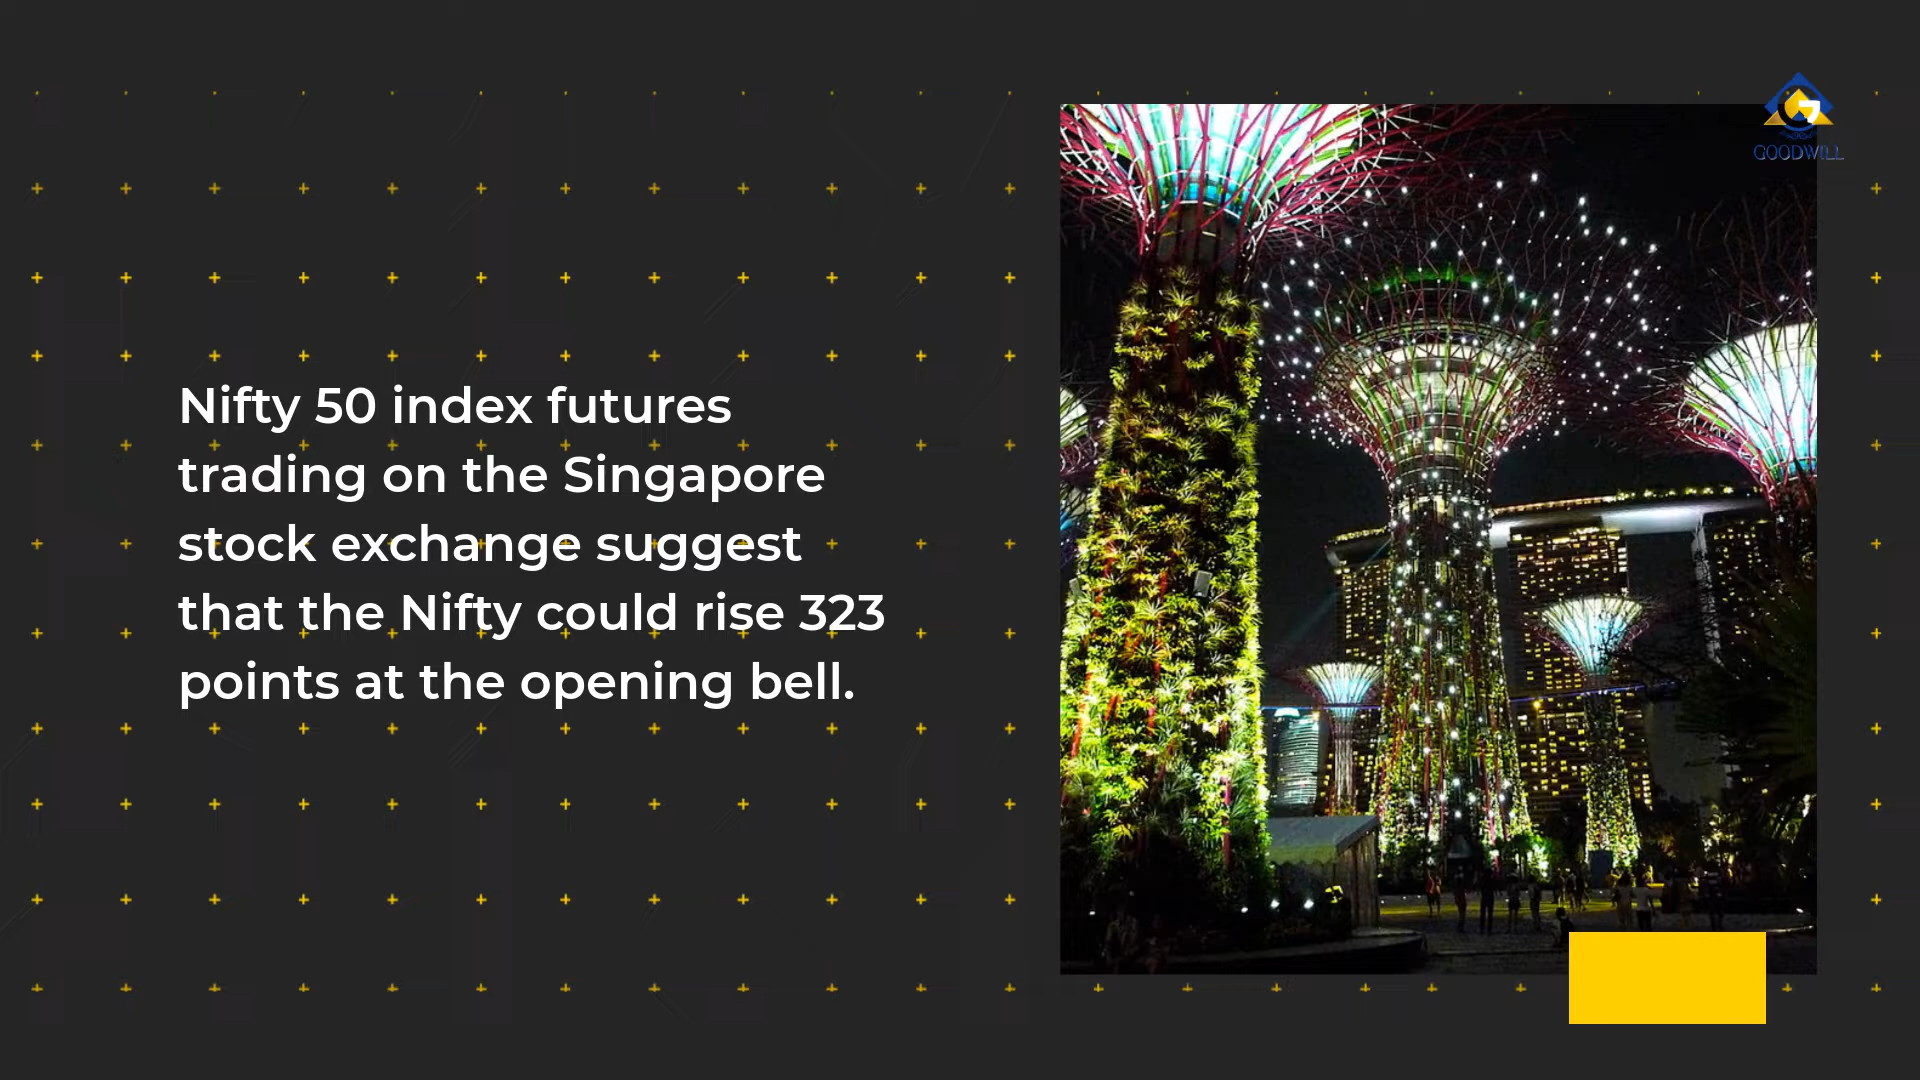 GOODWILL
Nifty 50 index futures
trading on the Singapore
stock exchange suggest
that the Nifty could rise 323
points at the opening bell.